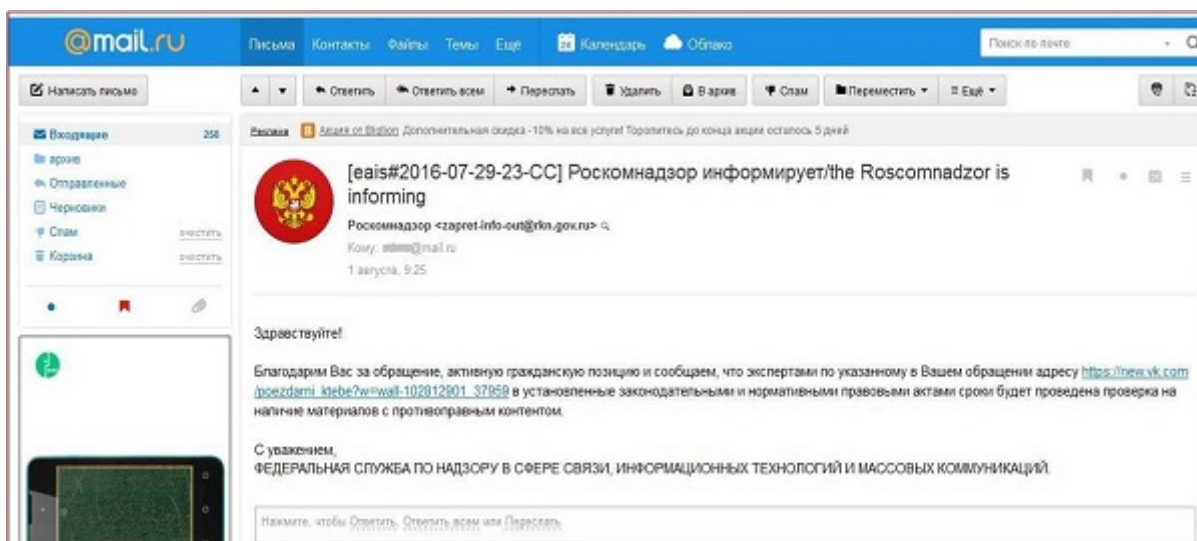 @mail.ru
Письма Контакты Файлы Темы Ещё 26 Календарь Облако Поиск по почте
Написать письмо
Ответить Ответить всем Переслать Удалить В архив Спам Переместить Ещё
Входящие 258
архив
Отправленные
Черновики
Спам очистить
Корзина очистить
Реклама Акция от Biglion Дополнительная скидка -10% на все услуги! Торопитесь до конца акции осталось 5 дней
[eais#2016-07-29-23-CC] Роскомнадзор информирует/the Roscomnadzor is
informing
Роскомнадзор <zapret-info-out@rkn.gov.ru>
Кому: @mail.ru
1 августа, 9:25
Здравствуйте!
Благодарим Вас за обращение, активную гражданскую позицию и сообщаем, что экспертами по указанному в Вашем обращении адресу https://new.vk.com
/poezdami_ktebe?w=wall-102812901_37959 в установленные законодательными и нормативными правовыми актами сроки будет проведена проверка на
наличие материалов с противоправным контентом.
С уважением,
ФЕДЕРАЛЬНАЯ СЛУЖБА ПО НАДЗОРУ В СФЕРЕ СВЯЗИ, ИНФОРМАЦИОННЫХ ТЕХНОЛОГИЙ И МАССОВЫХ КОММУНИКАЦИЙ.
Нажмите, чтобы Ответить, Ответить всем или Переслать